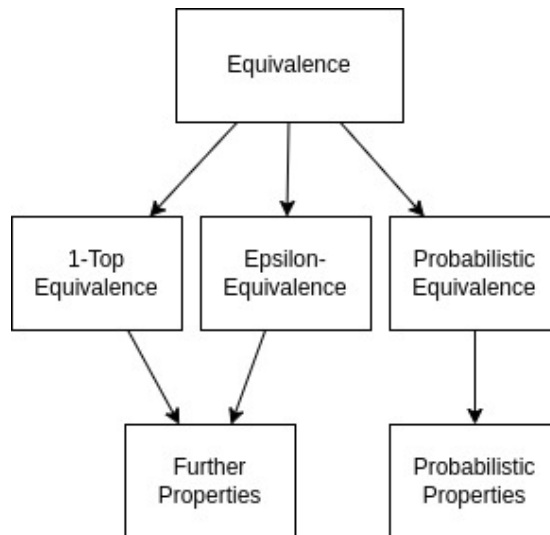 Equivalence
1-Top
Equivalence
Epsilon-
Equivalence
Probabilistic
Equivalence
Further
Properties
Probabilistic
Properties